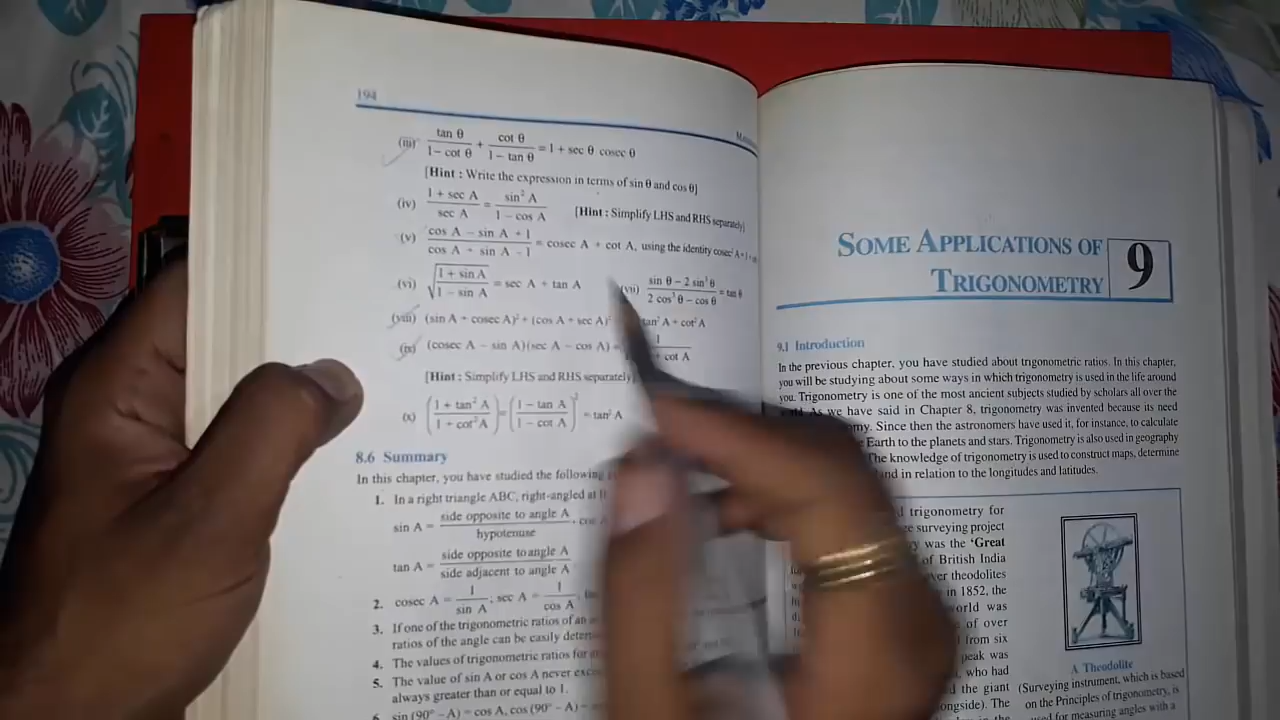 194
(iii) tan θ / 1 − cot θ + cot θ / 1 − tan θ = 1 + sec θ cosec θ
[Hint : Write the expression in terms of sin θ and cos θ]
(iv) 1 + sec A / sec A = sin² A / 1 − cos A [Hint : Simplify LHS and RHS separately]
(v) cos A − sin A + 1 / cos A + sin A − 1 = cosec A + cot A, using the identity cosec² A = 1 +
(vi) √ 1 + sin A / 1 − sin A = sec A + tan A (vii) sin θ − 2 sin³ θ / 2 cos³ θ − cos θ = tan θ
(viii) (sin A + cosec A)² + (cos A + sec A)² tan² A + cot² A
(ix) (cosec A − sin A) (sec A − cos A) = 1 / + cot A
[Hint : Simplify LHS and RHS separately]
(x) (1 + tan² A / 1 + cot² A) = (1 − tan A / 1 − cot A)² = tan² A
8.6 Summary
In this chapter, you have studied the following
1. In a right triangle ABC, right-angled at
sin A = side opposite to angle A / hypotenuse, cos
tan A = side opposite to angle A / side adjacent to angle A
2. cosec A = 1 / sin A ; sec A = 1 / cos A
3. If one of the trigonometric ratios of an
ratios of the angle can be easily
4. The values of trigonometric ratios for
5. The value of sin A or cos A never
always greater than or equal to 1.
6. sin (90° − A) = cos A, cos (90° − A) =
SOME APPLICATIONS OF
TRIGONOMETRY
9
9.1 Introduction
In the previous chapter, you have studied about trigonometric ratios. In this chapter,
you will be studying about some ways in which trigonometry is used in the life around
you. Trigonometry is one of the most ancient subjects studied by scholars all over the
As we have said in Chapter 8, trigonometry was invented because its need
Since then the astronomers have used it, for instance, to calculate
Earth to the planets and stars. Trigonometry is also used in geography
The knowledge of trigonometry is used to construct maps, determine
in relation to the longitudes and latitudes.
trigonometry for
surveying project
was the 'Great
of British India
theodolites
in 1852, the
was
of over
from six
peak was
, who had
the giant
The
A Theodolite
(Surveying instrument, which is based
on the Principles of trigonometry, is
used for measuring angles with a